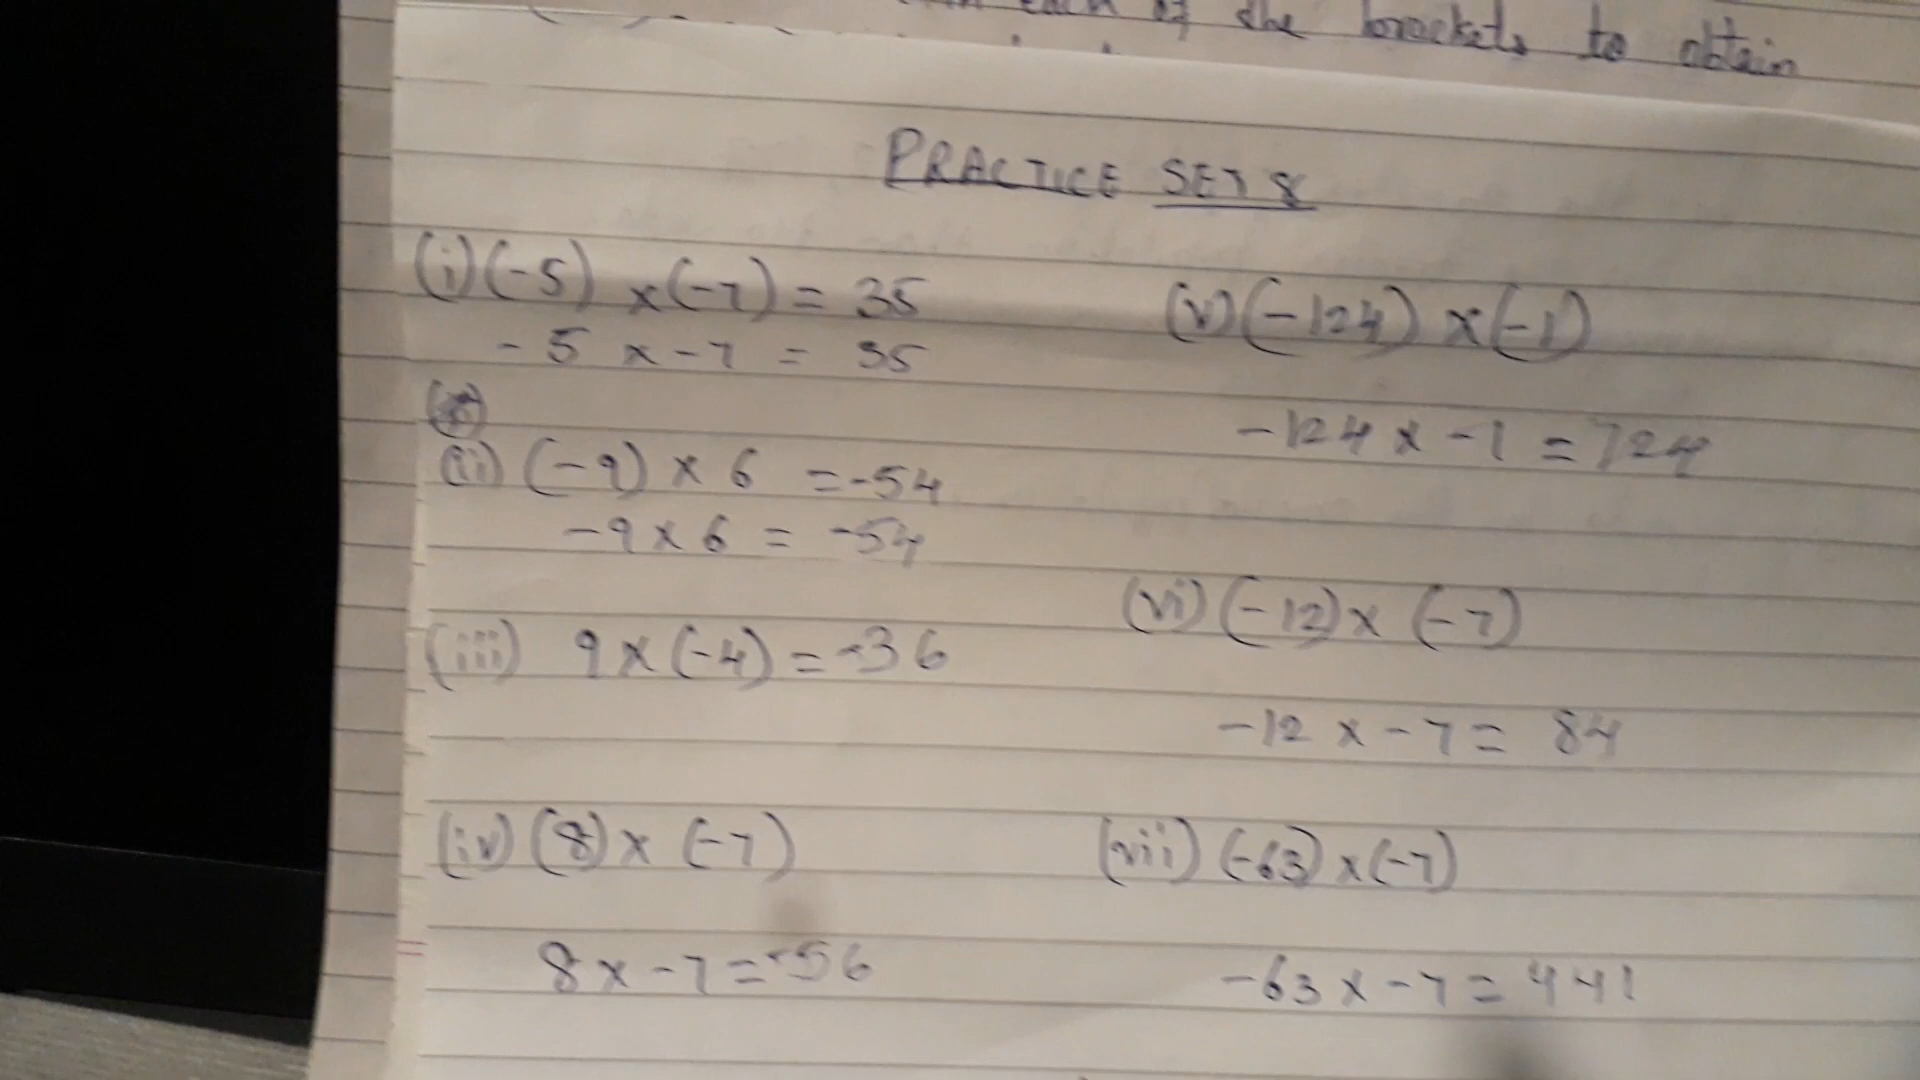 of the brackets to obtain
PRACTICE SET 8
(i) (-5) x (-7) = 35
- 5 x - 7 = 35
(ii) (-9) x 6 = -54
-9 x 6 = -54
(iii) 9 x (-4) = -36
(iv) (8) x (-7)
8 x - 7 = -56
(v) (-124) x (-1)
-124 x -1 = 124
(vi) (-12) x (-7)
-12 x - 7 = 84
(vii) (-63) x (-7)
-63 x - 7 = 441